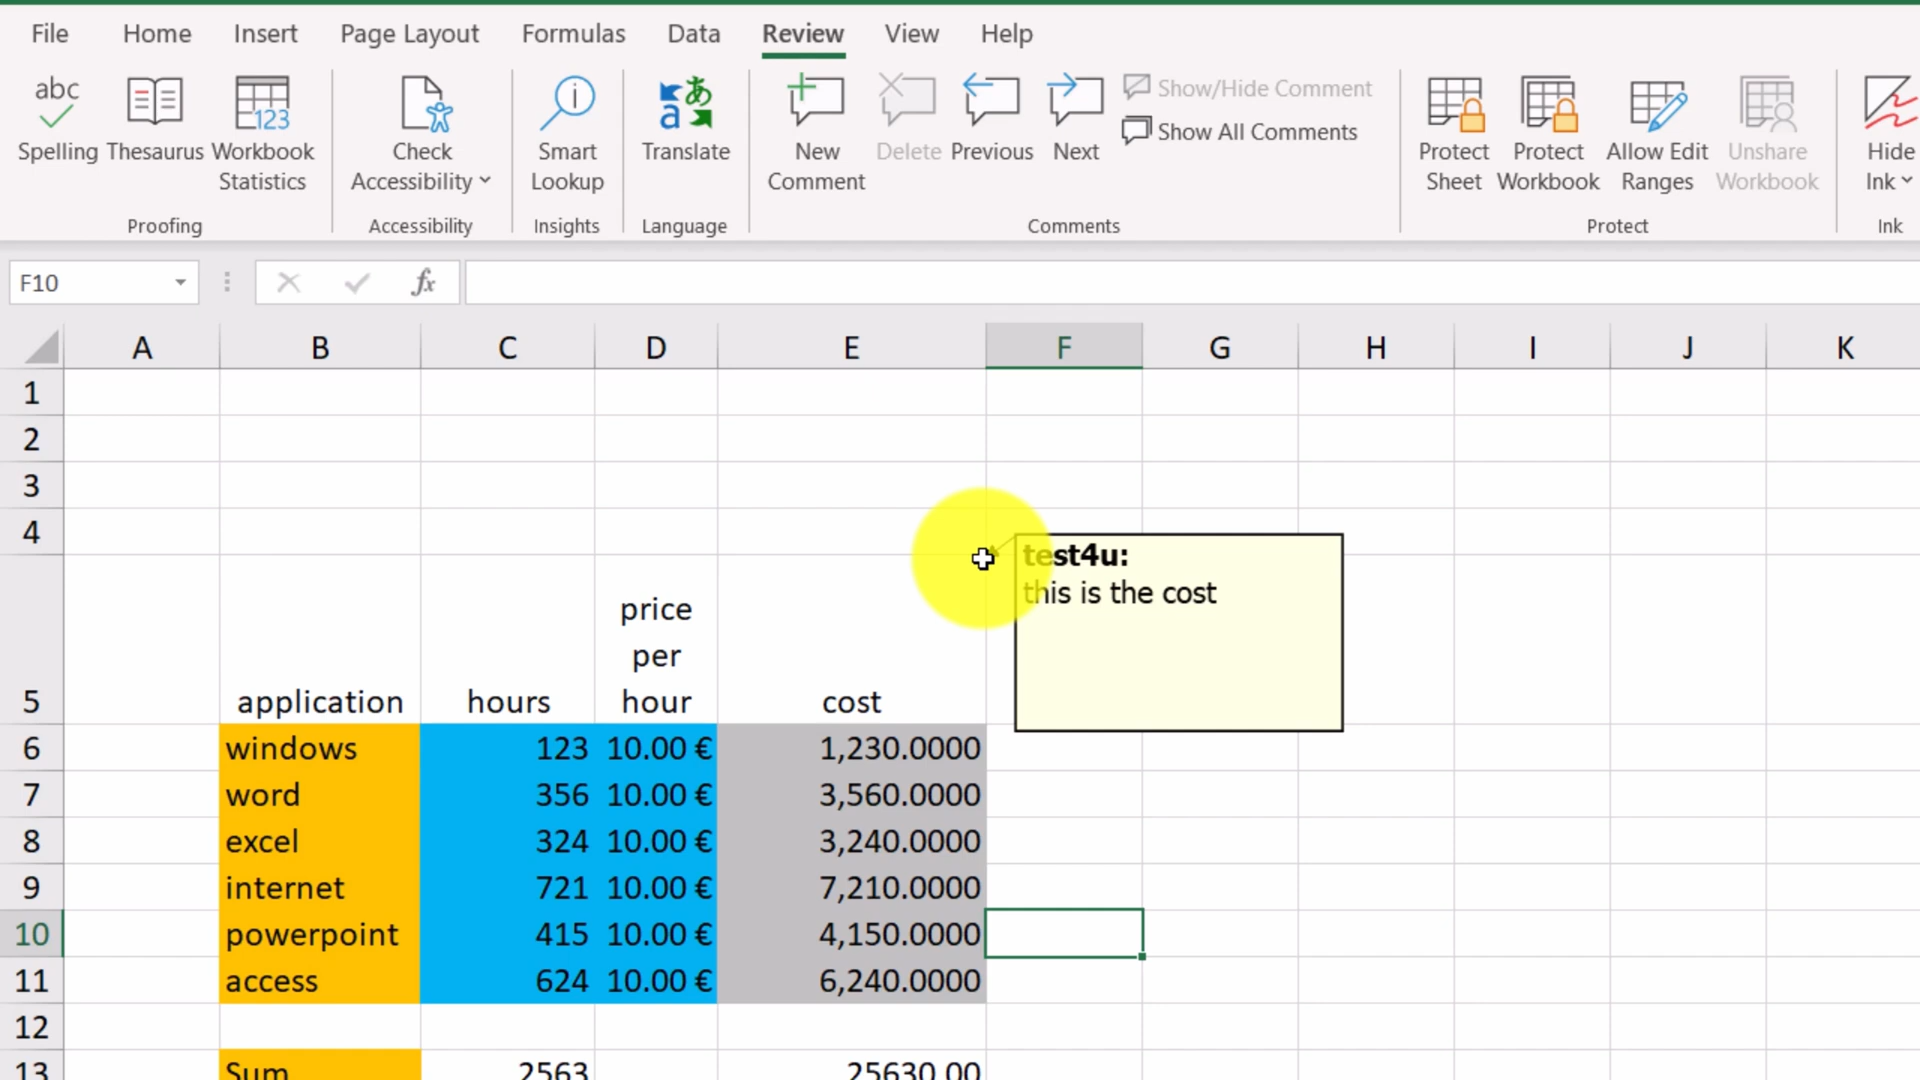 File Home Insert Page Layout Formulas Data Review View Help
abc 123 a あ Show/Hide Comment
Show All Comments
Spelling Thesaurus Workbook Check Smart Translate New Delete Previous Next Protect Protect Allow Edit Unshare Hide
Statistics Accessibility Lookup Comment Sheet Workbook Ranges Workbook Ink
Proofing Accessibility Insights Language Comments Protect Ink
F10 fx
A B C D E F G H I J K
1
2
3
4
test4u:
this is the cost
price
per
5 application hours hour cost
6 windows 123 10.00 € 1,230.0000
7 word 356 10.00 € 3,560.0000
8 excel 324 10.00 € 3,240.0000
9 internet 721 10.00 € 7,210.0000
10 powerpoint 415 10.00 € 4,150.0000
11 access 624 10.00 € 6,240.0000
12
13 Sum 2563 25630.00